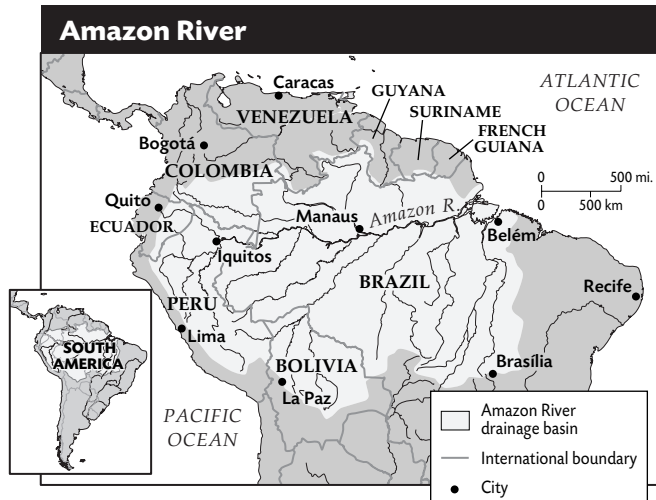 Amazon River
Caracas
GUYANA
ATLANTIC
OCEAN
VENEZUELA
SURINAME
FRENCH
GUIANA
Bogotá
COLOMBIA
0 500 mi.
0 500 km
Quito
ECUADOR
Manaus
Amazon R.
Belém
Iquitos
BRAZIL
Recife
PERU
Lima
SOUTH
AMERICA
BOLIVIA
La Paz
Brasília
PACIFIC
OCEAN
Amazon River
drainage basin
International boundary
City